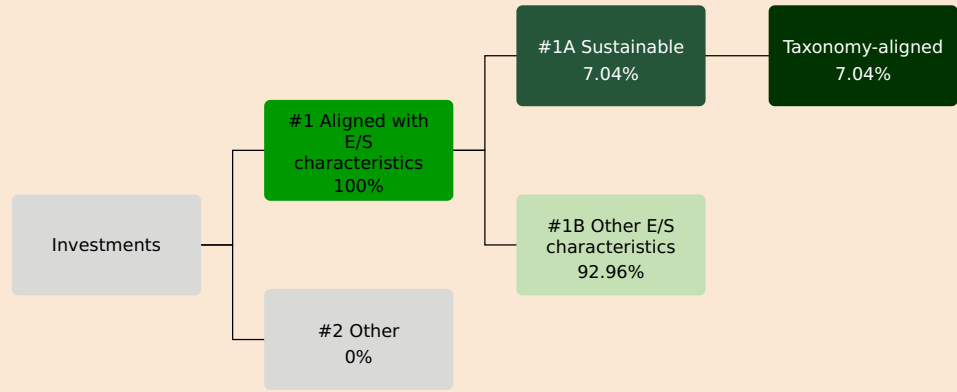 Investments
#1 Aligned with
E/S
characteristics
100%
#2 Other
0%
#1A Sustainable
7.04%
#1B Other E/S
characteristics
92.96%
Taxonomy-aligned
7.04%